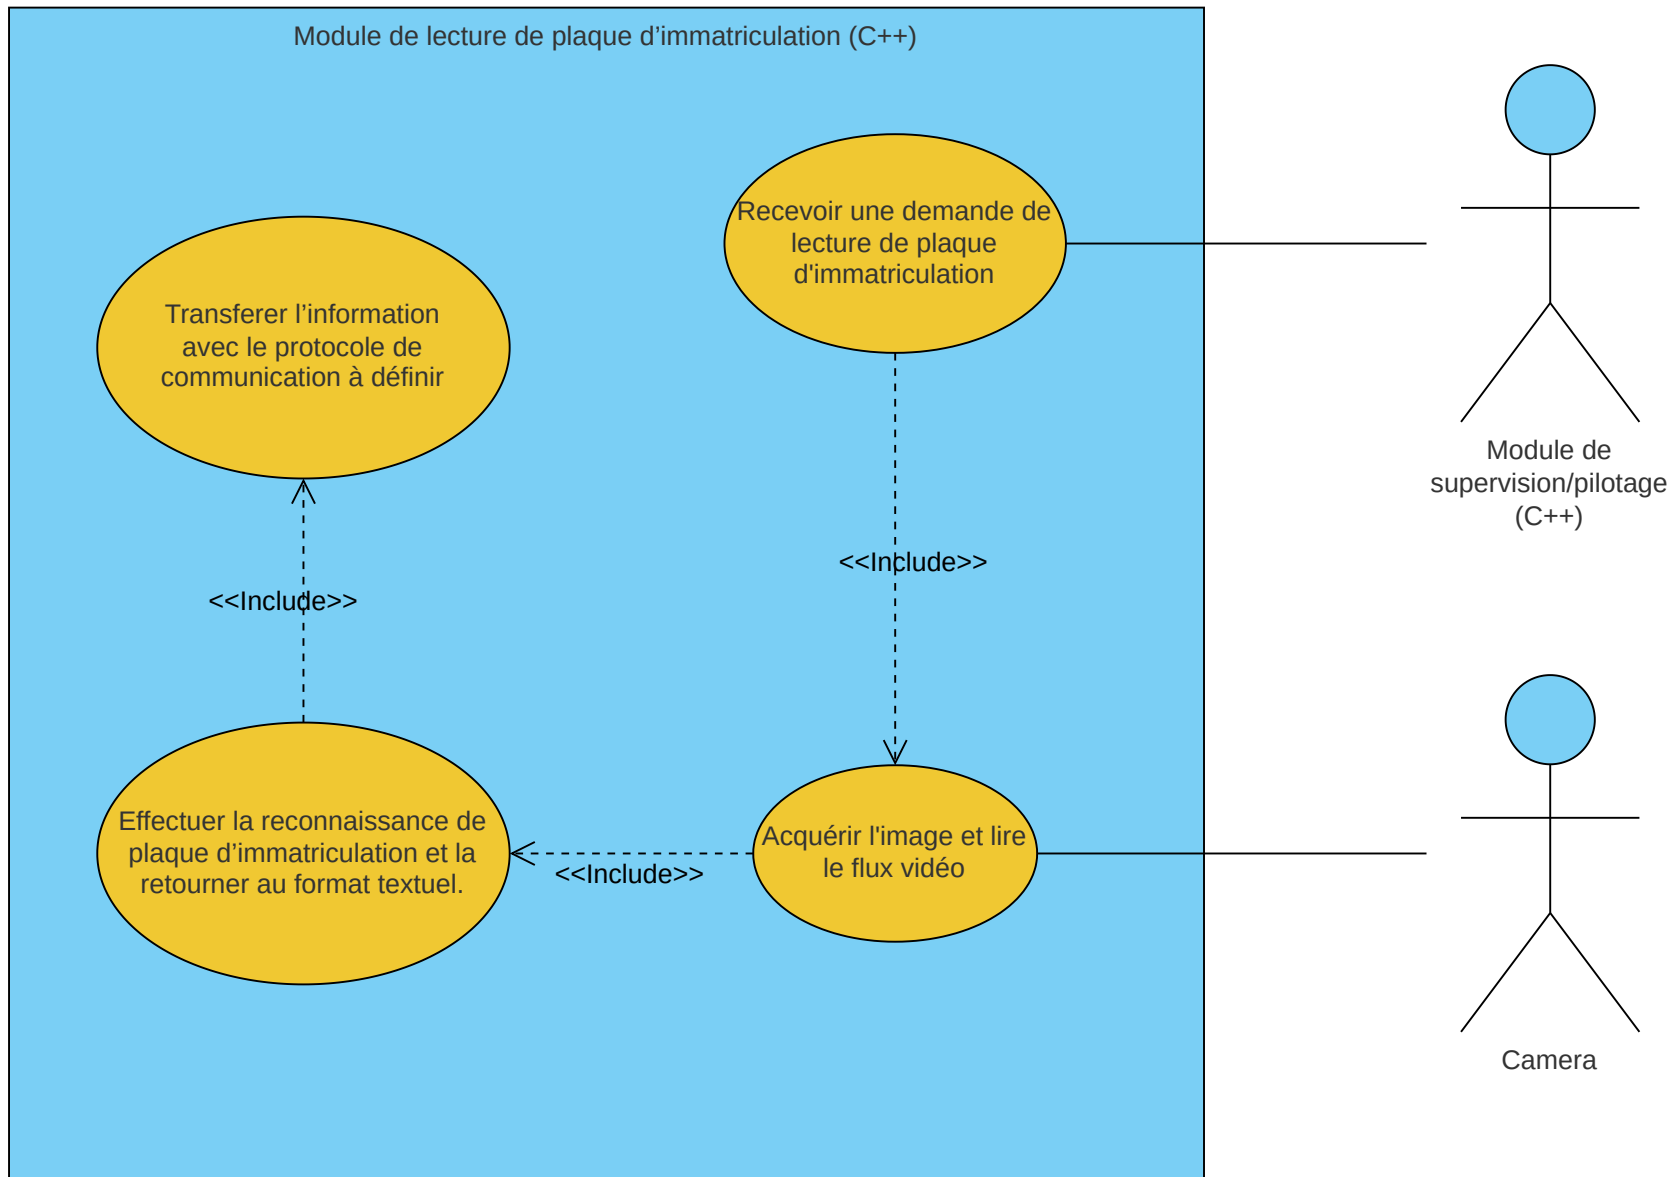 Module de lecture de plaque d’immatriculation (C++)
Recevoir une demande de
lecture de plaque
d'immatriculation
Transferer l’information
avec le protocole de
communication à définir
Module de
supervision/pilotage
(C++)
<<Include>>
<<Include>>
Effectuer la reconnaissance de
plaque d’immatriculation et la
retourner au format textuel.
<<Include>>
Acquérir l'image et lire
le flux vidéo
Camera